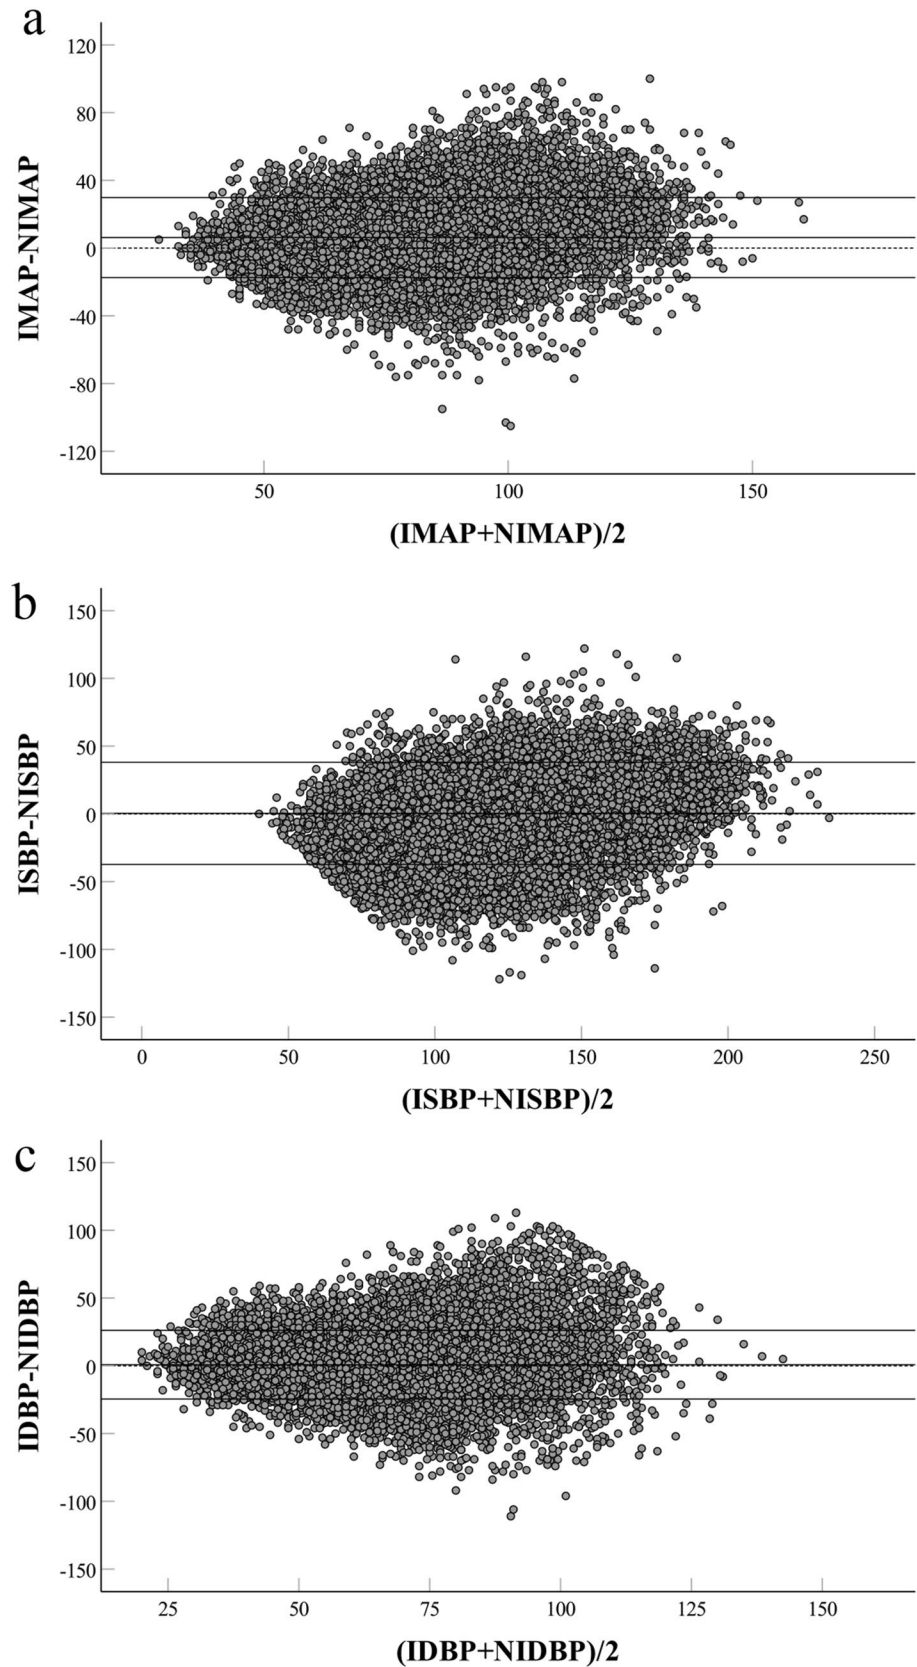 a
120
80
40
0
-40
-80
-120
IMAP-NIMAP
50 100 150
(IMAP+NIMAP)/2
b
150
100
50
0
-50
-100
-150
ISBP-NISBP
0 50 100 150 200 250
(ISBP+NISBP)/2
c
150
100
50
0
-50
-100
-150
IDBP-NIDBP
25 50 75 100 125 150
(IDBP+NIDBP)/2